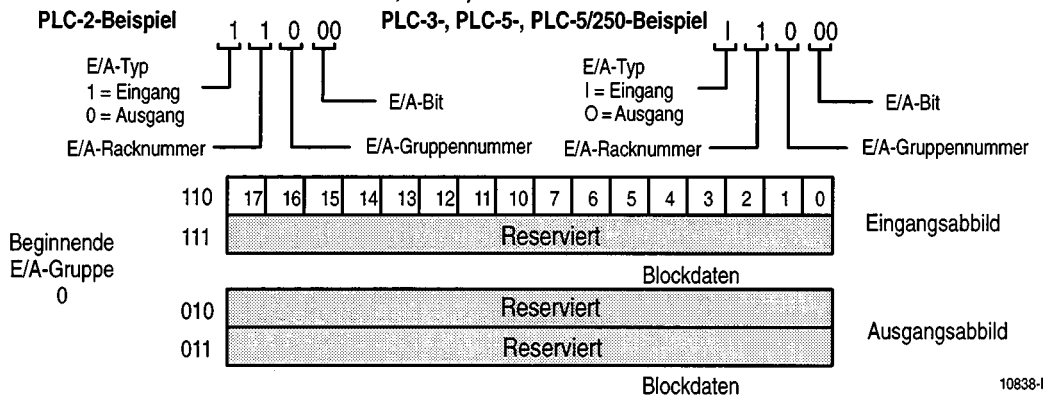 PLC-2-Beispiel
1 1 0 00
E/A-Typ
1 = Eingang
0 = Ausgang
E/A-Bit
E/A-Racknummer
E/A-Gruppennummer
PLC-3-, PLC-5-, PLC-5/250-Beispiel
I 1 0 00
E/A-Typ
I = Eingang
O = Ausgang
E/A-Bit
E/A-Racknummer
E/A-Gruppennummer
110 17 16 15 14 13 12 11 10 7 6 5 4 3 2 1 0
111 Reserviert
Eingangsabbild
Blockdaten
Beginnende
E/A-Gruppe
0
010 Reserviert
011 Reserviert
Ausgangsabbild
Blockdaten
10838-I